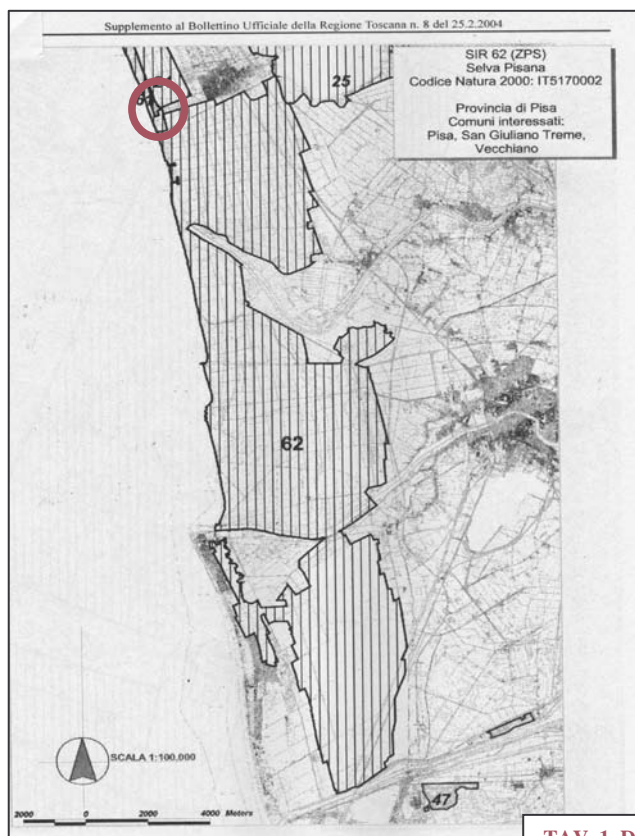 Supplemento al Bollettino Ufficiale della Regione Toscana n. 8 del 25.2.2004
SIR 62 (ZPS)
Selva Pisana
Codice Natura 2000: IT5170002
Provincia di Pisa
Comuni interessati:
Pisa, San Giuliano Treme,
Vecchiano
25
62
SCALA 1:100.000
2000 0 2000 4000 Meters
47
TAV. 1 D